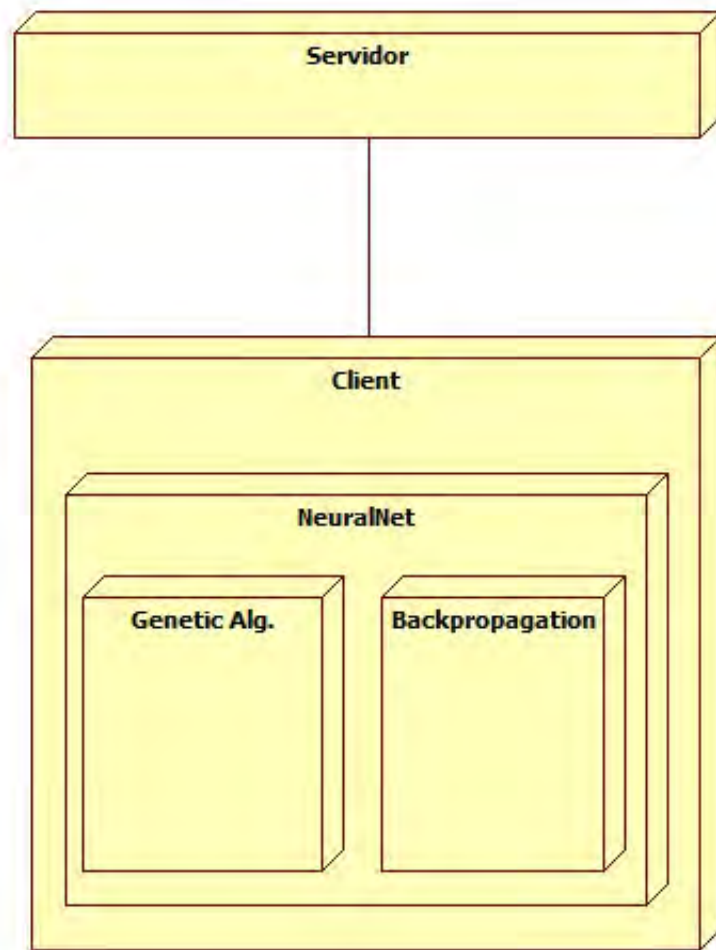 Servidor
Client
NeuralNet
Genetic Alg.
Backpropagation